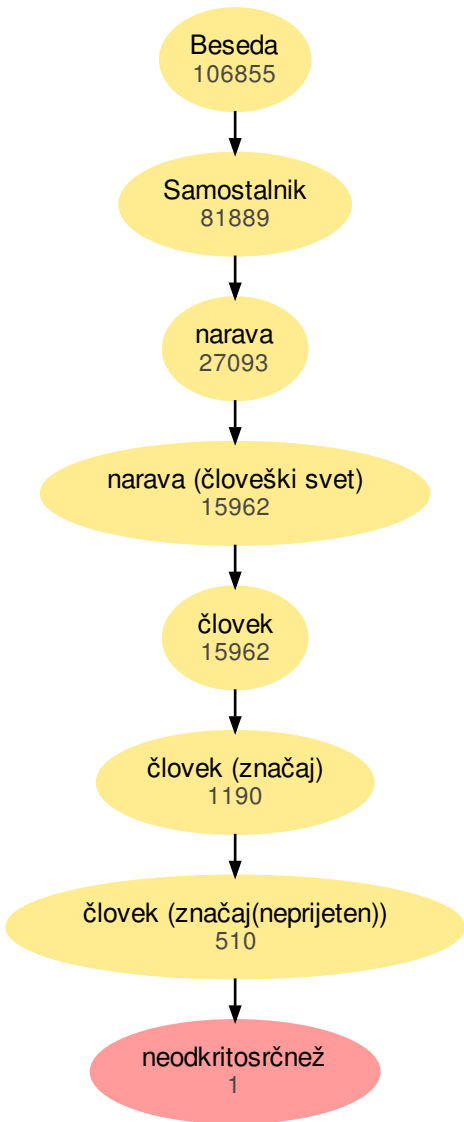 Beseda
106855
Samostalnik
81889
narava
27093
narava (človeški svet)
15962
človek
15962
človek (značaj)
1190
človek (značaj(neprijeten))
510
neodkritosrčnež
1